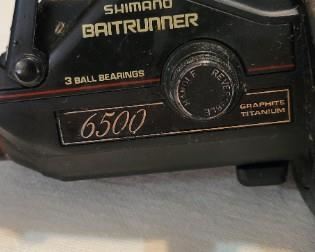 SHIMANO
BAITRUNNER
3 BALL BEARINGS
6500
GRAPHITE
TITANIUM